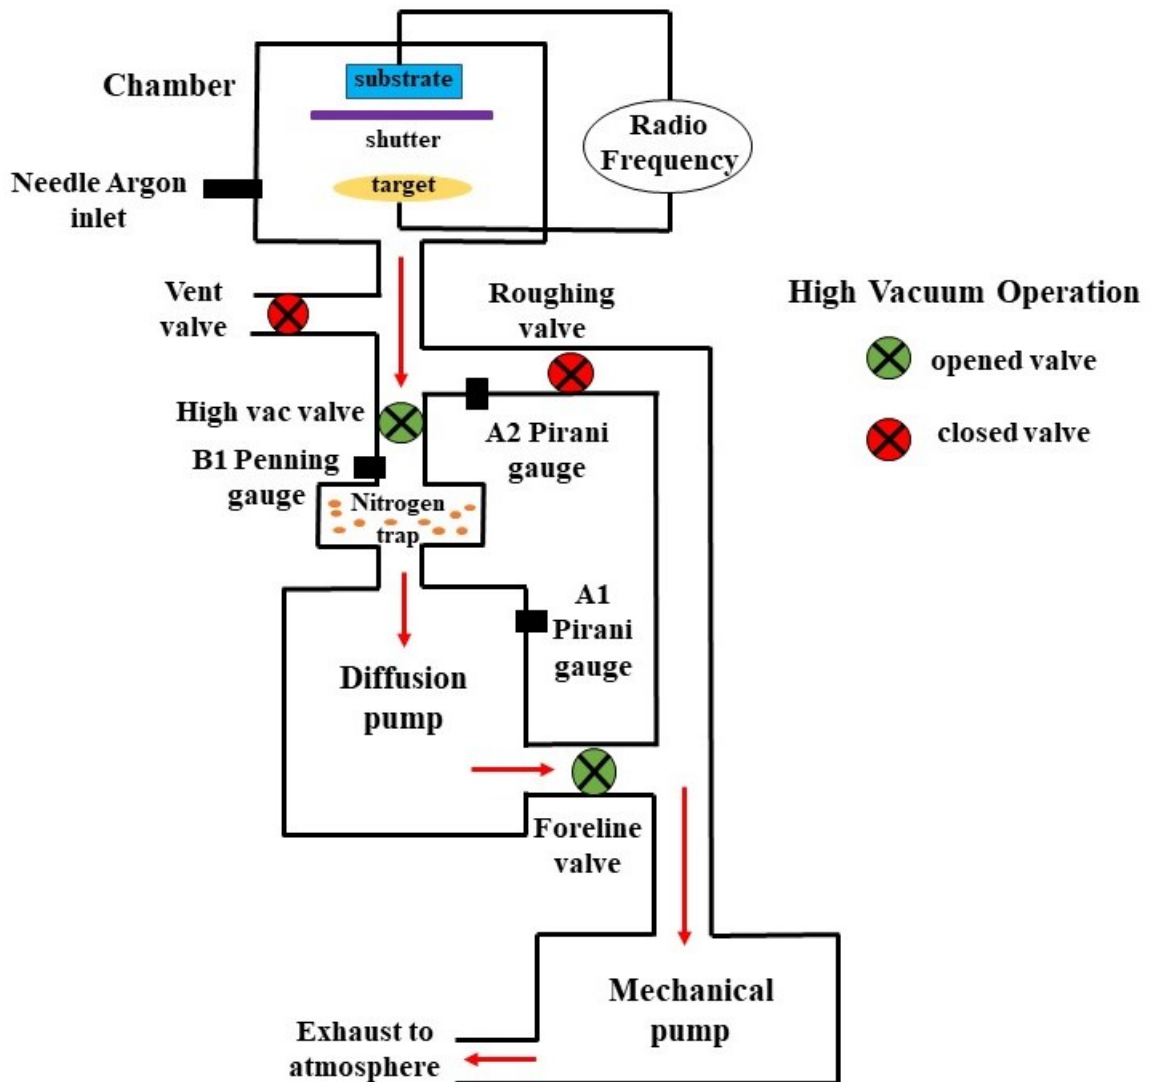 Chamber
substrate
shutter
target
Radio
Frequency
Needle Argon
inlet
Vent
valve
Roughing
valve
High Vacuum Operation
opened valve
closed valve
High vac valve
A2 Pirani
gauge
B1 Penning
gauge
Nitrogen
trap
A1
Pirani
gauge
Diffusion
pump
Foreline
valve
Mechanical
pump
Exhaust to
atmosphere